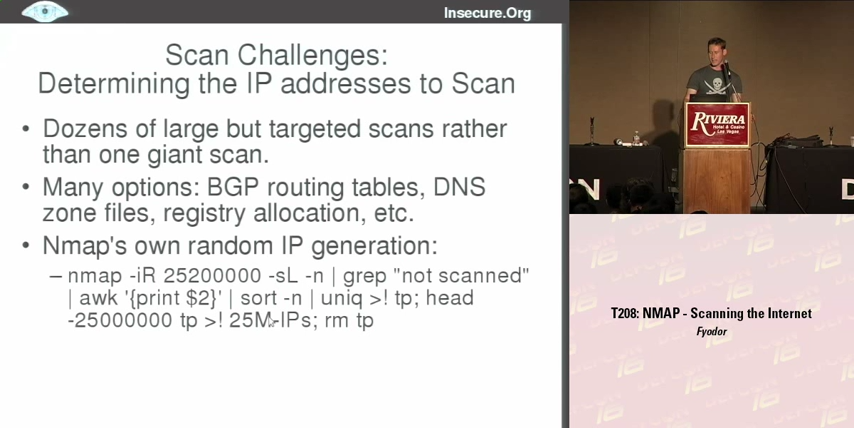 Insecure.Org
Scan Challenges:
Determining the IP addresses to Scan
• Dozens of large but targeted scans rather
than one giant scan.
• Many options: BGP routing tables, DNS
zone files, registry allocation, etc.
• Nmap's own random IP generation:
– nmap -iR 25200000 -sL -n | grep "not scanned"
| awk '{print $2}' | sort -n | uniq >! tp; head
-25000000 tp >! 25M-IPs; rm tp
RIVIERA
Hotel & Casino
Las Vegas
T208: NMAP - Scanning the Internet
Fyodor